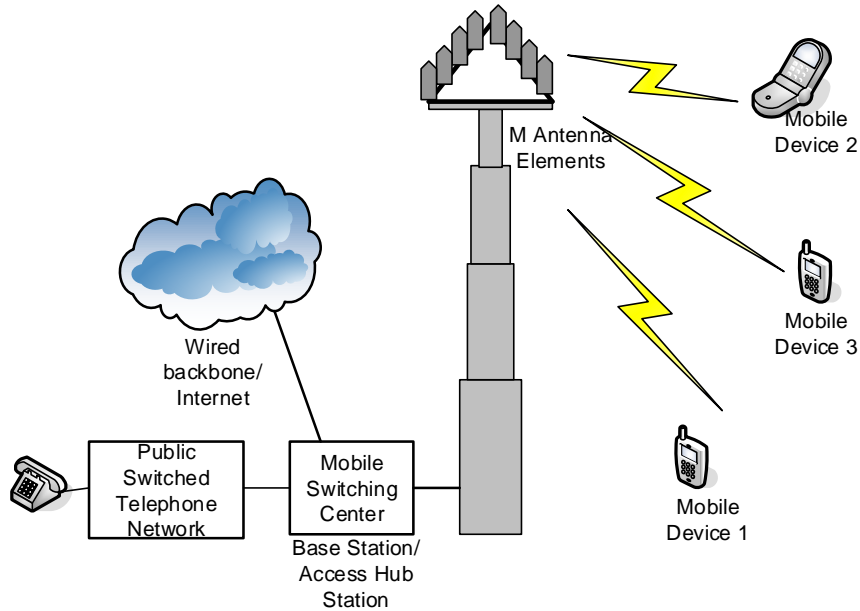 Mobile
Device 2
M Antenna
Elements
Mobile
Device 3
Wired
backbone/
Internet
Public
Switched
Telephone
Network
Mobile
Switching
Center
Base Station/
Access Hub
Station
Mobile
Device 1